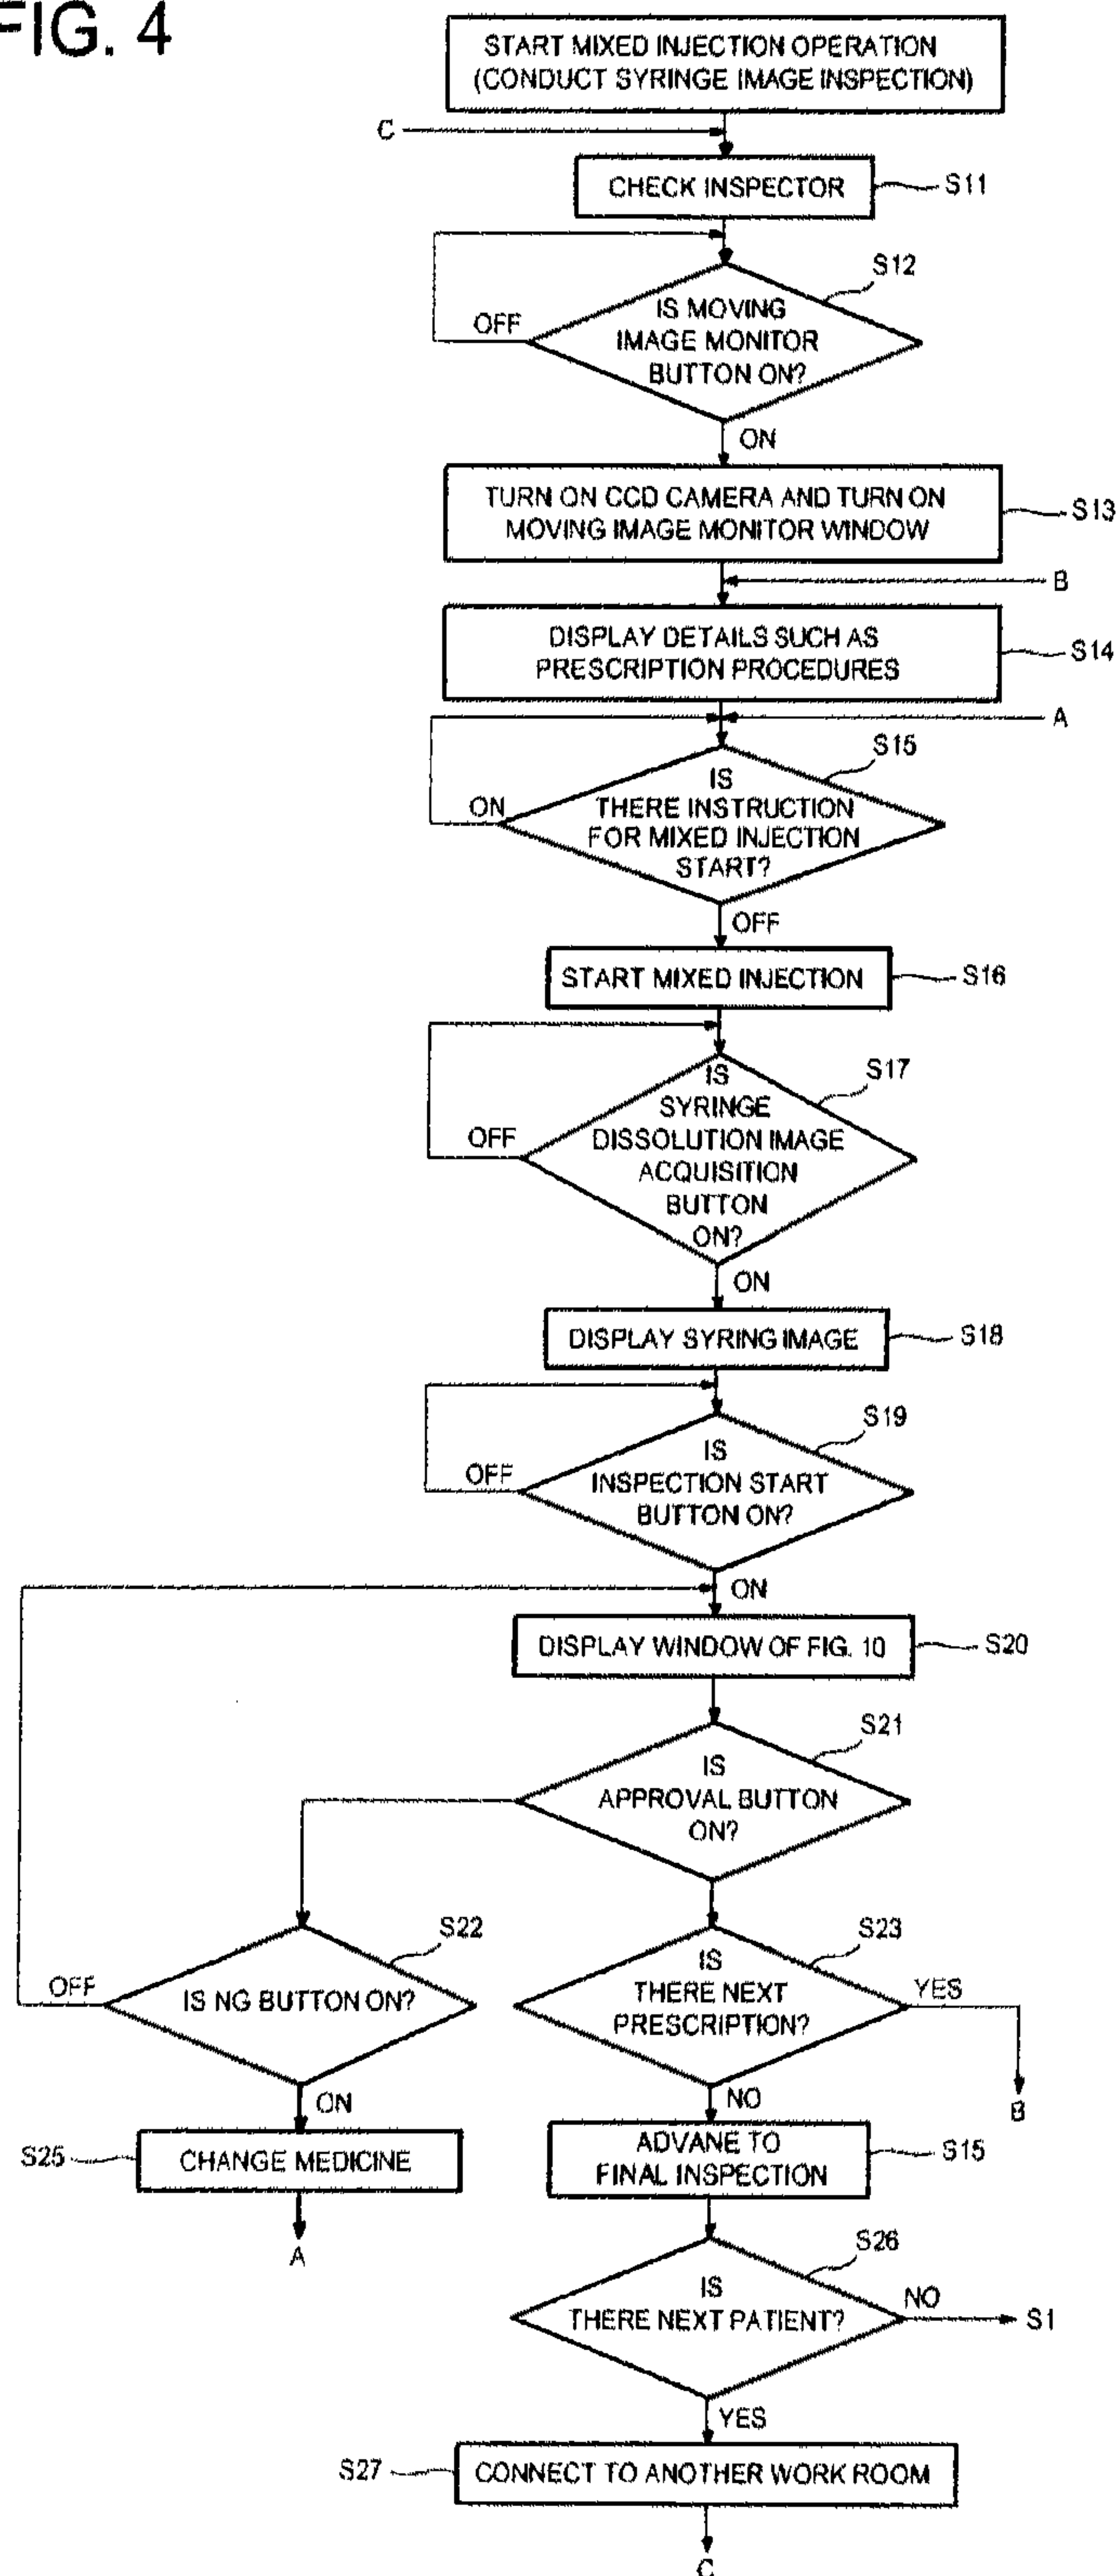 FIG. 4
START MIXED INJECTION OPERATION
(CONDUCT SYRINGE IMAGE INSPECTION)
C
CHECK INSPECTOR
S11
S12
IS MOVING
IMAGE MONITOR
BUTTON ON?
OFF
ON
TURN ON CCD CAMERA AND TURN ON
MOVING IMAGE MONITOR WINDOW
S13
B
DISPLAY DETAILS SUCH AS
PRESCRIPTION PROCEDURES
S14
A
S15
IS
THERE INSTRUCTION
FOR MIXED INJECTION
START?
ON
OFF
START MIXED INJECTION
S16
S17
IS
SYRINGE
DISSOLUTION IMAGE
ACQUISITION
BUTTON
ON?
OFF
ON
DISPLAY SYRING IMAGE
S18
S19
IS
INSPECTION START
BUTTON ON?
OFF
ON
DISPLAY WINDOW OF FIG. 10
S20
S21
IS
APPROVAL BUTTON
ON?
S22
IS NG BUTTON ON?
OFF
ON
S23
IS
THERE NEXT
PRESCRIPTION?
YES
B
NO
S25
CHANGE MEDICINE
A
ADVANE TO
FINAL INSPECTION
S15
S26
IS
THERE NEXT PATIENT?
NO
S1
YES
S27
CONNECT TO ANOTHER WORK ROOM
C